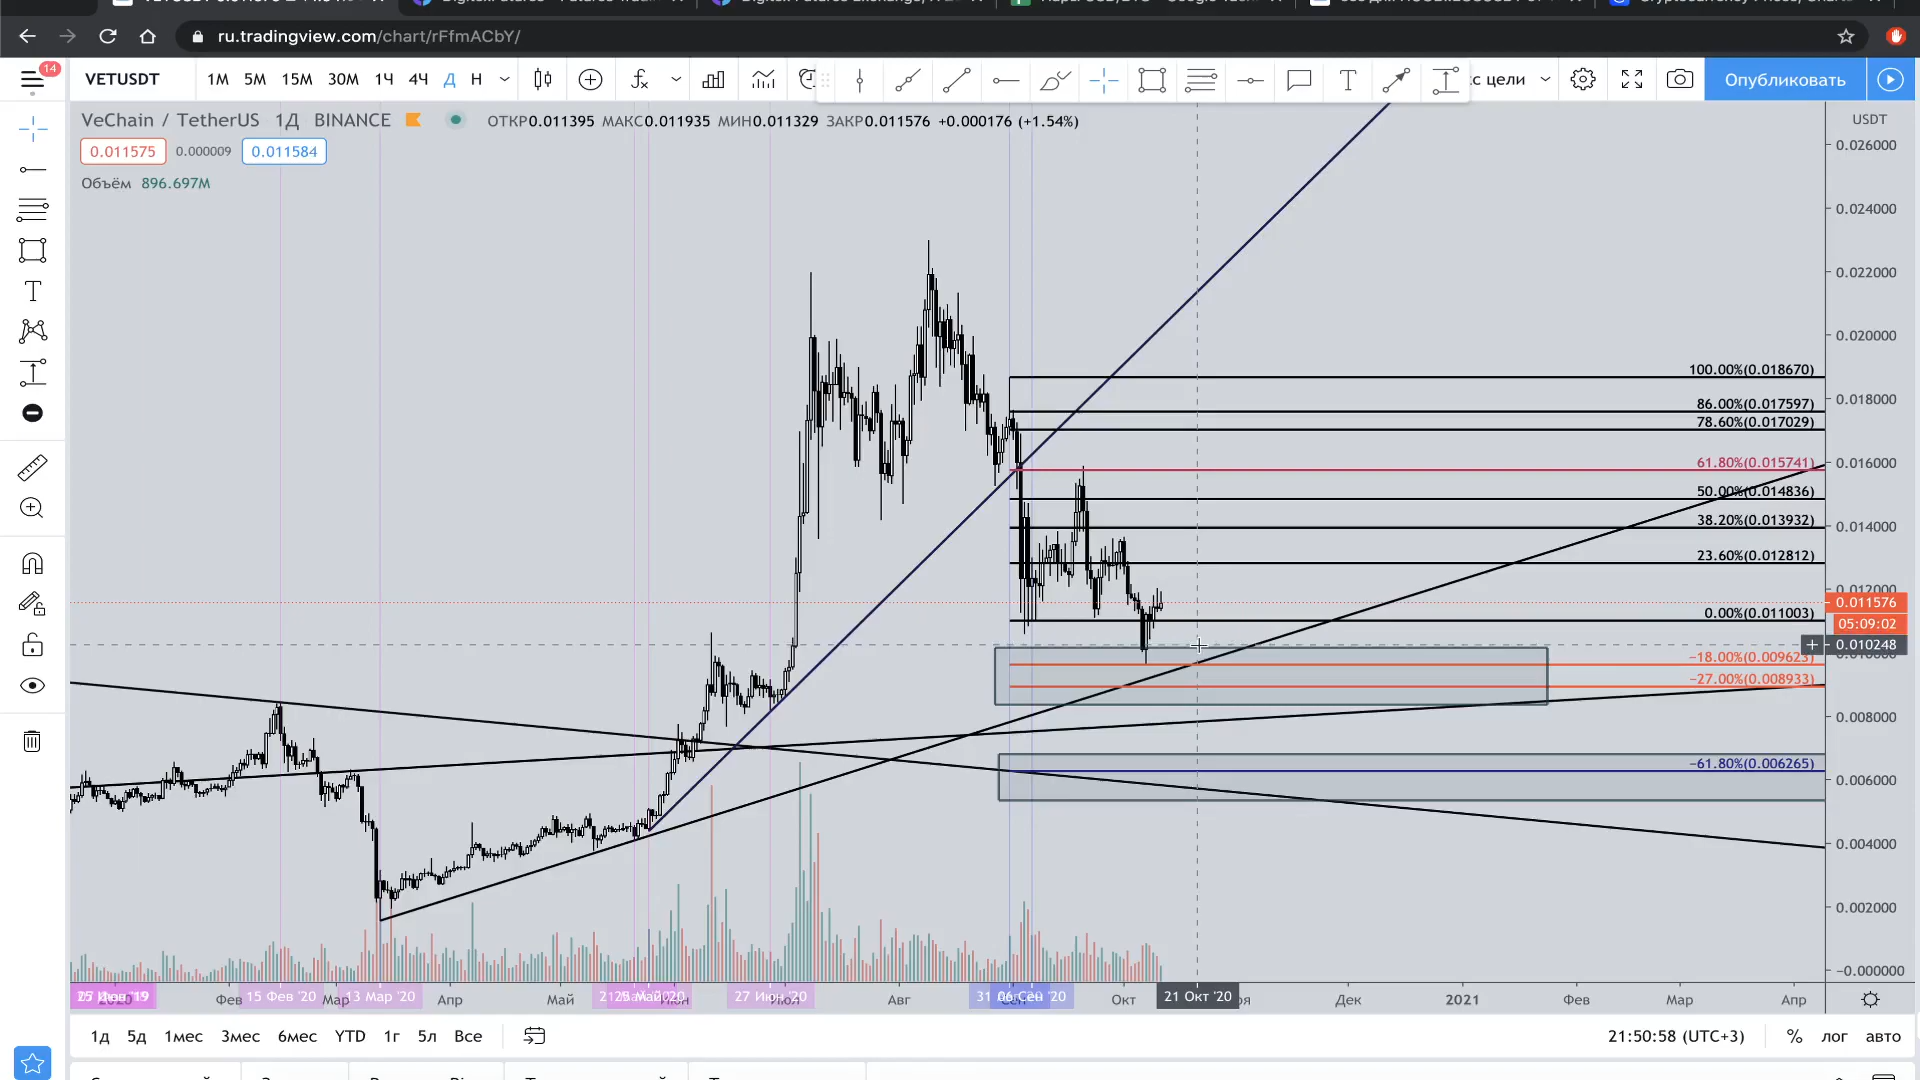 ru.tradingview.com/chart/rFfmACbY/
14
VETUSDT 1М 5М 15М 30М 1Ч 4Ч Д Н
с цели
Опубликовать
VeChain / TetherUS 1Д BINANCE
ОТКР0.011395 МАКС0.011935 МИН0.011329 ЗАКР0.011576 +0.000176 (+1.54%)
0.011575 0.000009 0.011584
Объём 896.697M
USDT
0.026000
0.024000
0.022000
0.020000
100.00%(0.018670)
86.00%(0.017597)
0.018000
78.60%(0.017029)
61.80%(0.015741)
0.016000
50.00%(0.014836)
38.20%(0.013932)
0.014000
23.60%(0.012812)
0.011576
0.00%(0.011003)
05:09:02
0.010248
−18.00%(0.009623)
−27.00%(0.008933)
0.008000
−61.80%(0.006265)
0.006000
0.004000
0.002000
−0.000000
Фев 15 Фев '20 Мар 13 Мар '20 Апр Май 27 Июн '20 Авг Окт 21 Окт '20 Дек 2021 Фев Мар Апр
1д 5д 1мес 3мес 6мес YTD 1г 5л Все
21:50:58 (UTC+3) % лог авто